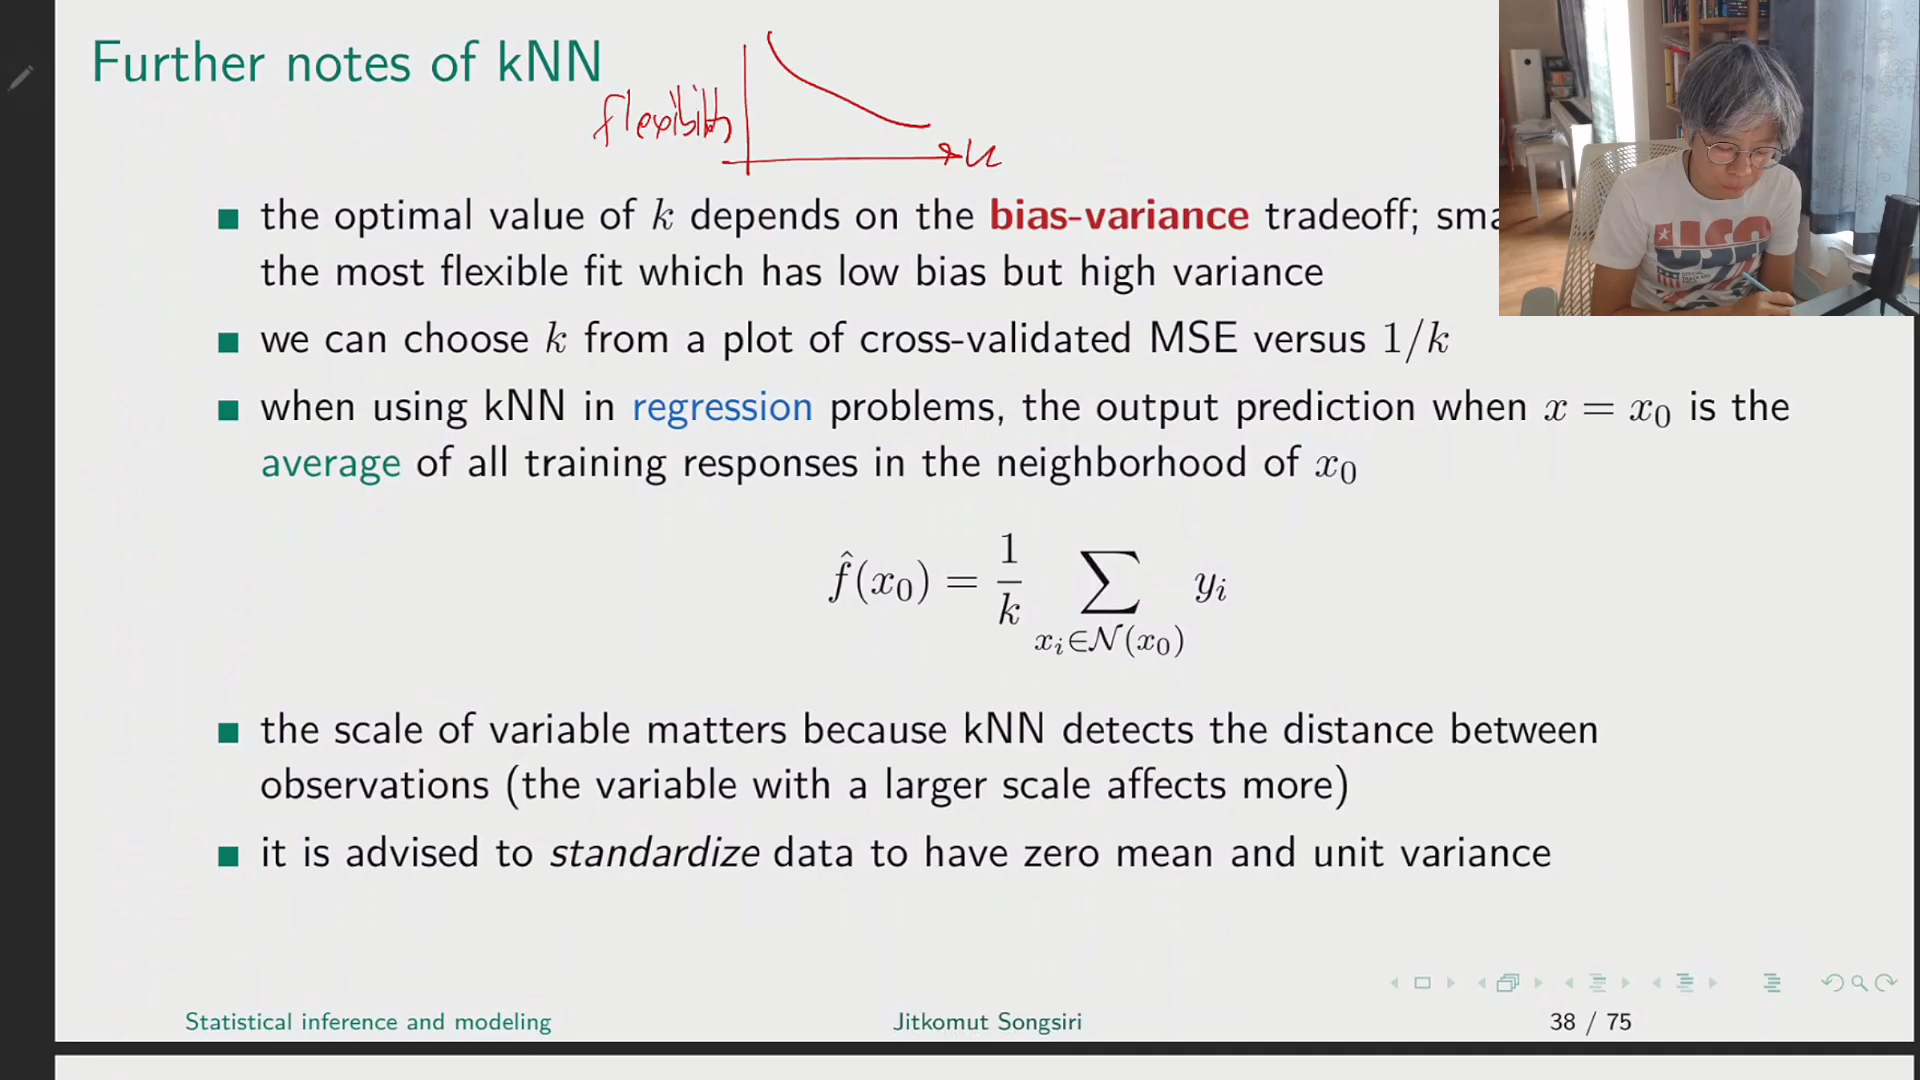 Further notes of kNN
flexibility
k
the optimal value of k depends on the bias-variance tradeoff;
the most flexible fit which has low bias but high variance
we can choose k from a plot of cross-validated MSE versus 1/k
when using kNN in regression problems, the output prediction when x = x₀ is the
average of all training responses in the neighborhood of x₀
f̂(x₀) = 1/k ∑ xᵢ∈𝒩(x₀) yᵢ
the scale of variable matters because kNN detects the distance between
observations (the variable with a larger scale affects more)
it is advised to standardize data to have zero mean and unit variance
Statistical inference and modeling
Jitkomut Songsiri
38 / 75